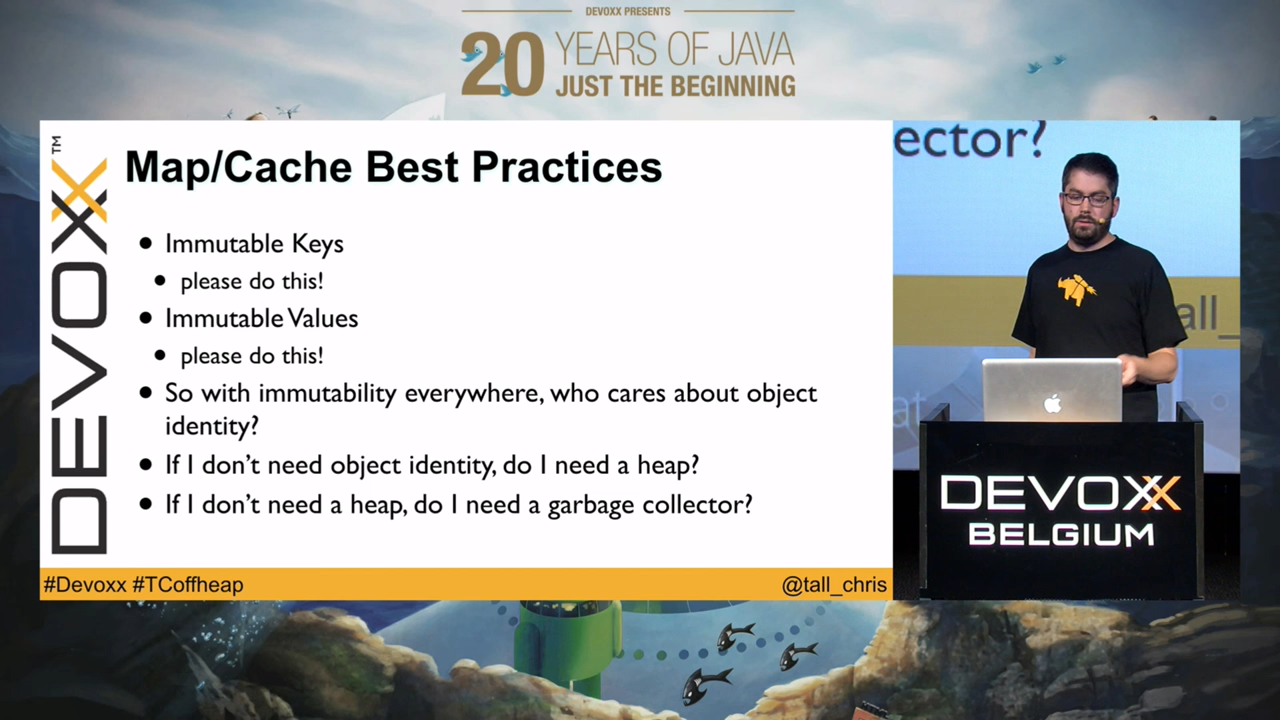 DEVOXX PRESENTS
20 YEARS OF JAVA
JUST THE BEGINNING
DEVOXX™
Map/Cache Best Practices
• Immutable Keys
• please do this!
• Immutable Values
• please do this!
• So with immutability everywhere, who cares about object
identity?
• If I don't need object identity, do I need a heap?
• If I don't need a heap, do I need a garbage collector?
#Devoxx #TCoffheap
@tall_chris
ector?
all_
at
DEVOXX
BELGIUM